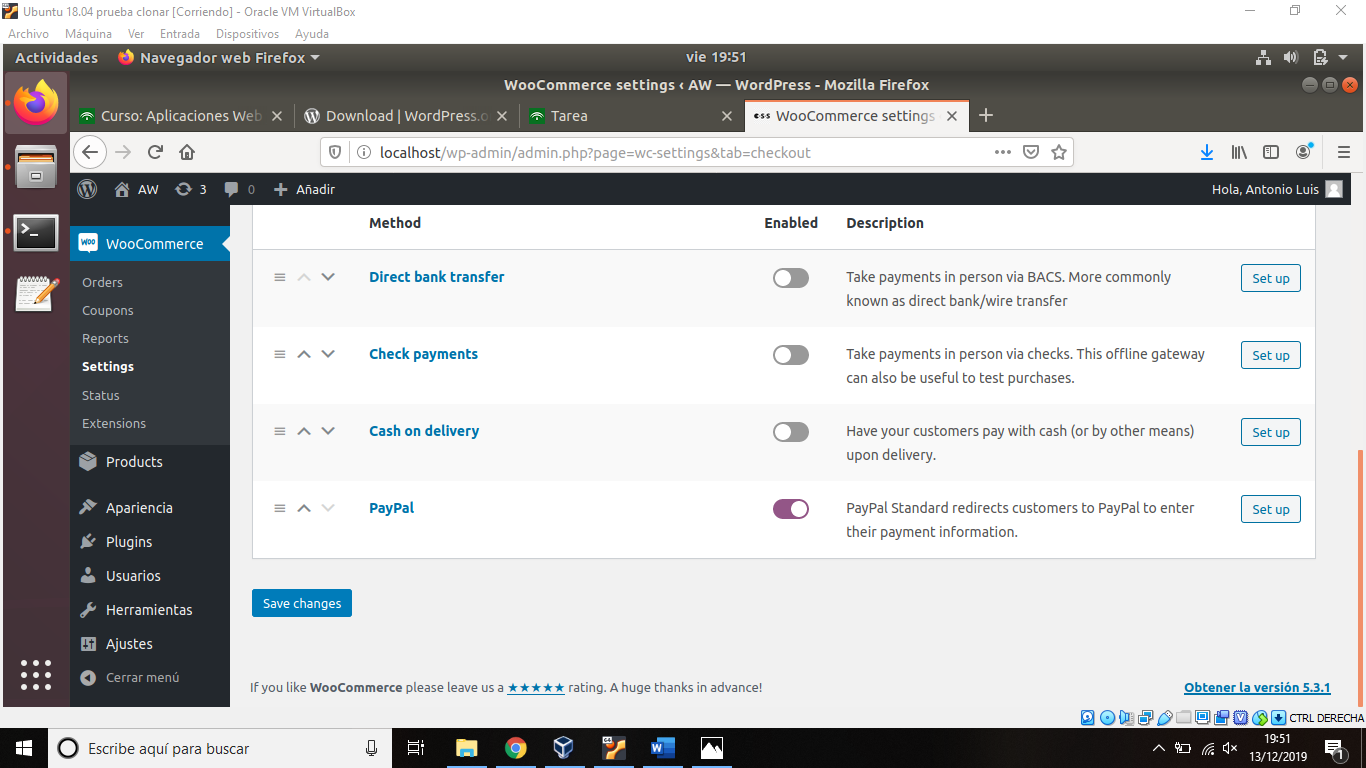 Ubuntu 18.04 prueba clonar [Corriendo] - Oracle VM VirtualBox
Archivo Máquina Ver Entrada Dispositivos Ayuda
Actividades Navegador web Firefox vie 19:51
WooCommerce settings ‹ AW — WordPress - Mozilla Firefox
Curso: Aplicaciones Web Download | WordPress.o Tarea WooCommerce settings
localhost/wp-admin/admin.php?page=wc-settings&tab=checkout
AW 3 0 Añadir Hola, Antonio Luis
WooCommerce
Orders
Coupons
Reports
Settings
Status
Extensions
Products
Apariencia
Plugins
Usuarios
Herramientas
Ajustes
Cerrar menú
Method Enabled Description
Direct bank transfer Take payments in person via BACS. More commonly Set up
known as direct bank/wire transfer
Check payments Take payments in person via checks. This offline gateway Set up
can also be useful to test purchases.
Cash on delivery Have your customers pay with cash (or by other means) Set up
upon delivery.
PayPal PayPal Standard redirects customers to PayPal to enter Set up
their payment information.
Save changes
If you like WooCommerce please leave us a ★★★★★ rating. A huge thanks in advance! Obtener la versión 5.3.1
CTRL DERECHA
Escribe aquí para buscar
19:51
13/12/2019
1